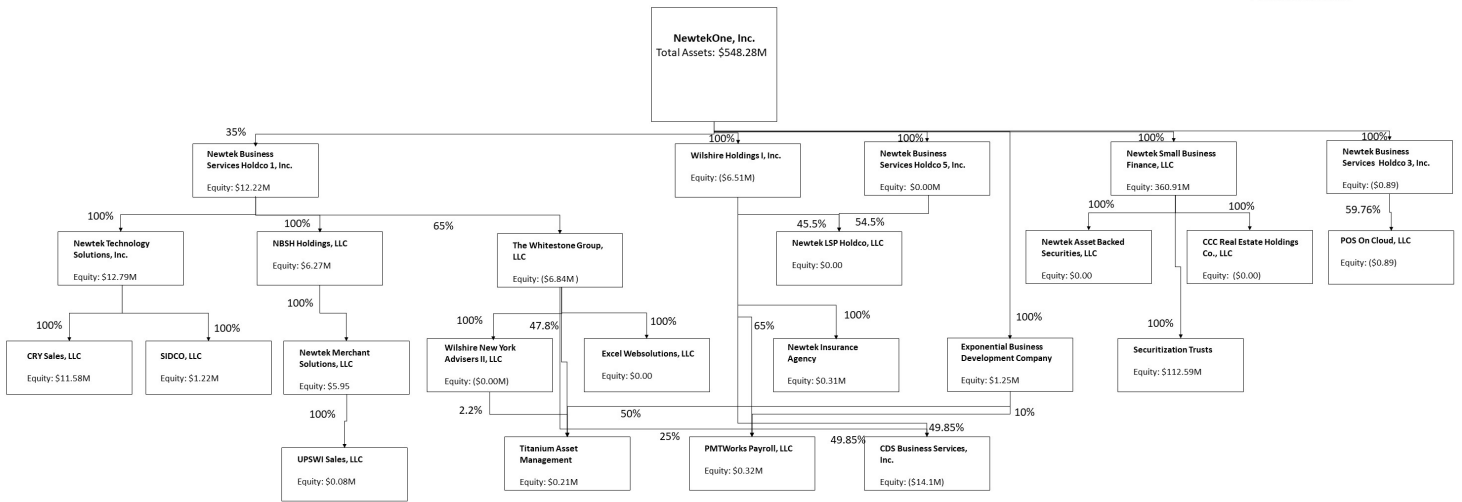 NewtekOne, Inc.
Total Assets: $548.28M
35%
100%
100%
100%
100%
Newtek Business
Services Holdco 1, Inc.
Equity: $12.22M
Wilshire Holdings I, Inc.
Equity: ($6.51M)
Newtek Business
Services Holdco 5, Inc.
Equity: $0.00M
Newtek Small Business
Finance, LLC
Equity: 360.91M
Newtek Business
Services Holdco 3, Inc.
Equity: ($0.89)
100%
100%
65%
45.5%
54.5%
100%
100%
59.76%
Newtek Technology
Solutions, Inc.
Equity: $12.79M
NBSH Holdings, LLC
Equity: $6.27M
The Whitestone Group,
LLC
Equity: ($6.84M )
Newtek LSP Holdco, LLC
Equity: $0.00
Newtek Asset Backed
Securities, LLC
Equity: $0.00
CCC Real Estate Holdings
Co., LLC
Equity: ($0.00)
POS On Cloud, LLC
Equity: ($0.89)
100%
100%
100%
100%
47.8%
100%
65%
100%
100%
100%
CRY Sales, LLC
Equity: $11.58M
SIDCO, LLC
Equity: $1.22M
Newtek Merchant
Solutions, LLC
Equity: $5.95
Wilshire New York
Advisers II, LLC
Equity: ($0.00M)
Excel Websolutions, LLC
Equity: $0.00
Newtek Insurance
Agency
Equity: $0.31M
Exponential Business
Development Company
Equity: $1.25M
Securitization Trusts
Equity: $112.59M
100%
2.2%
50%
10%
25%
49.85%
49.85%
UPSWI Sales, LLC
Equity: $0.08M
Titanium Asset
Management
Equity: $0.21M
PMTWorks Payroll, LLC
Equity: $0.32M
CDS Business Services,
Inc.
Equity: ($14.1M)